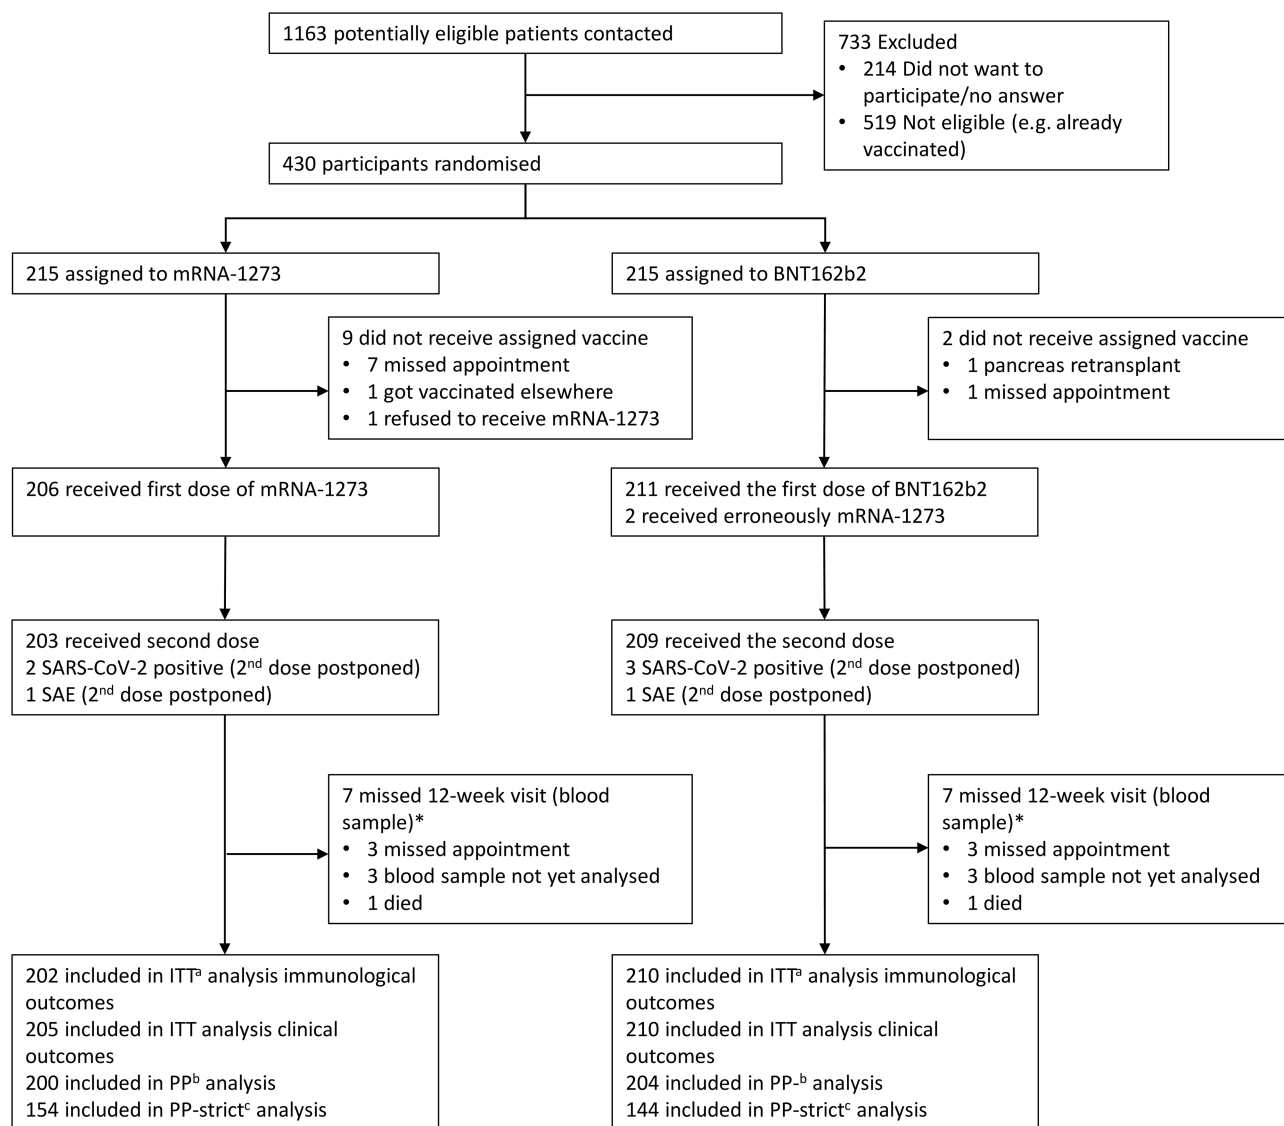 1163 potentially eligible patients contacted
733 Excluded
• 214 Did not want to
participate/no answer
• 519 Not eligible (e.g. already
vaccinated)
430 participants randomised
215 assigned to mRNA-1273
215 assigned to BNT162b2
9 did not receive assigned vaccine
• 7 missed appointment
• 1 got vaccinated elsewhere
• 1 refused to receive mRNA-1273
2 did not receive assigned vaccine
• 1 pancreas retransplant
• 1 missed appointment
206 received first dose of mRNA-1273
211 received the first dose of BNT162b2
2 received erroneously mRNA-1273
203 received second dose
2 SARS-CoV-2 positive (2nd dose postponed)
1 SAE (2nd dose postponed)
209 received the second dose
3 SARS-CoV-2 positive (2nd dose postponed)
1 SAE (2nd dose postponed)
7 missed 12-week visit (blood
sample)*
• 3 missed appointment
• 3 blood sample not yet analysed
• 1 died
7 missed 12-week visit (blood
sample)*
• 3 missed appointment
• 3 blood sample not yet analysed
• 1 died
202 included in ITTa analysis immunological
outcomes
205 included in ITT analysis clinical
outcomes
200 included in PPb analysis
154 included in PP-strictc analysis
210 included in ITTa analysis immunological
outcomes
210 included in ITT analysis clinical
outcomes
204 included in PP-b analysis
144 included in PP-strictc analysis